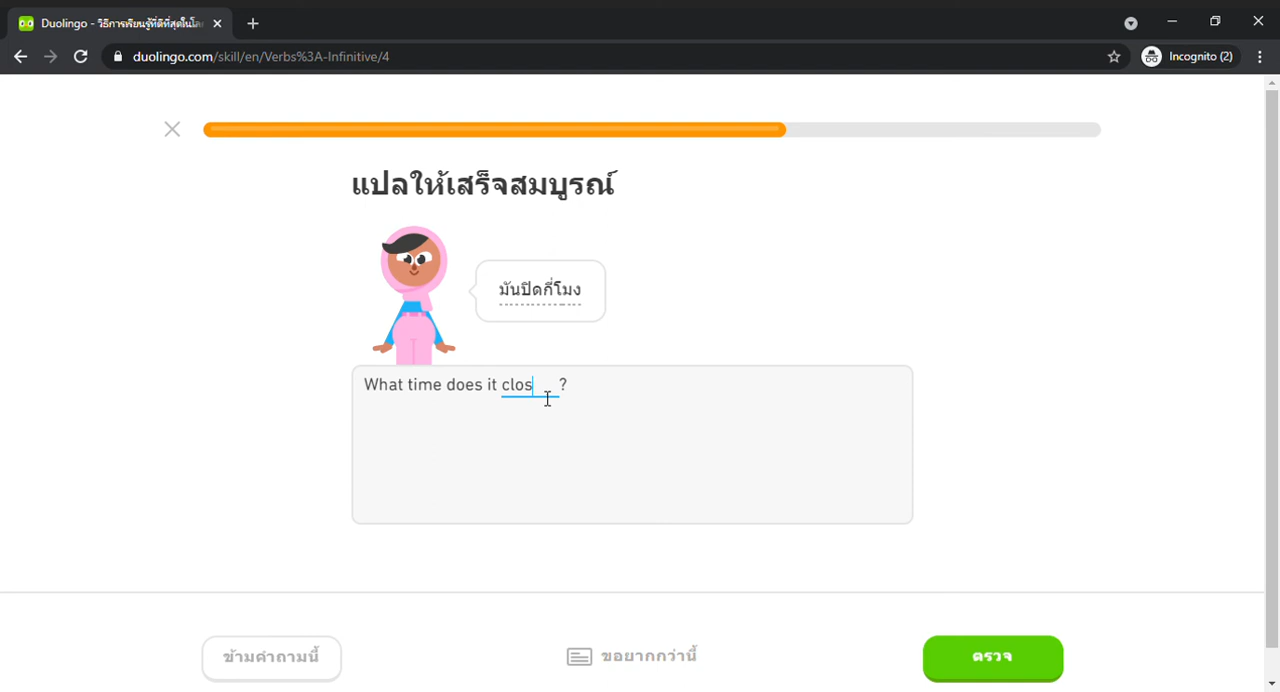 Duolingo - วิธีการเรียนรู้ที่ดีที่สุดในโล
duolingo.com/skill/en/Verbs%3A-Infinitive/4
Incognito (2)
แปลให้เสร็จสมบูรณ์
มันปิดกี่โมง
What time does it clos ?
ข้ามคำถามนี้
ขอยากกว่านี้
ตรวจ